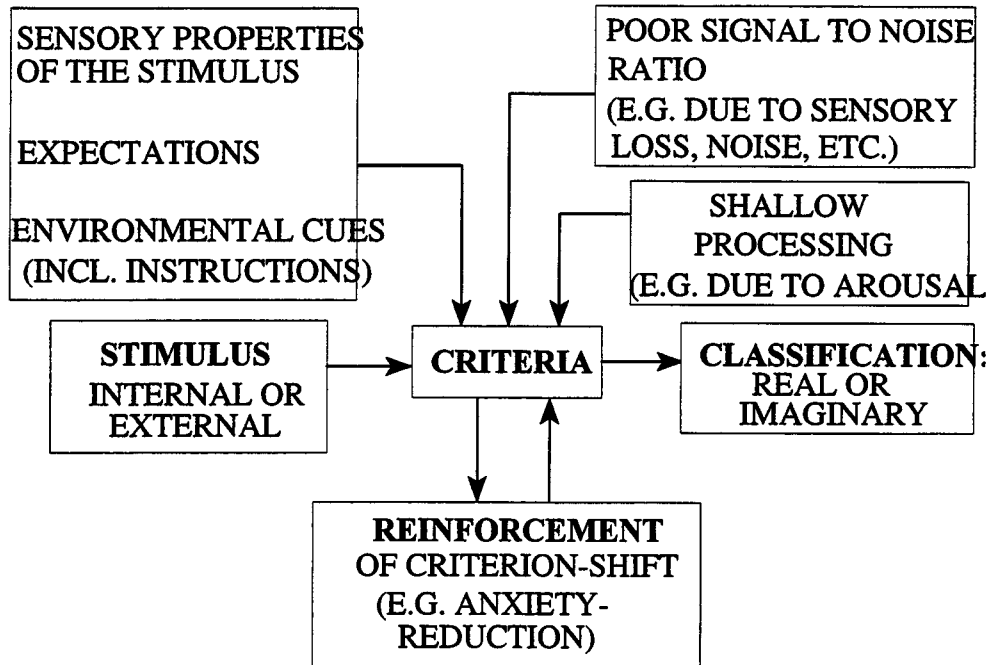 SENSORY PROPERTIES
OF THE STIMULUS
EXPECTATIONS
ENVIRONMENTAL CUES
(INCL. INSTRUCTIONS)
POOR SIGNAL TO NOISE
RATIO
(E.G. DUE TO SENSORY
LOSS, NOISE, ETC.)
SHALLOW
PROCESSING
(E.G. DUE TO AROUSAL
STIMULUS
INTERNAL OR
EXTERNAL
CRITERIA
CLASSIFICATION:
REAL OR
IMAGINARY
REINFORCEMENT
OF CRITERION-SHIFT
(E.G. ANXIETY-
REDUCTION)